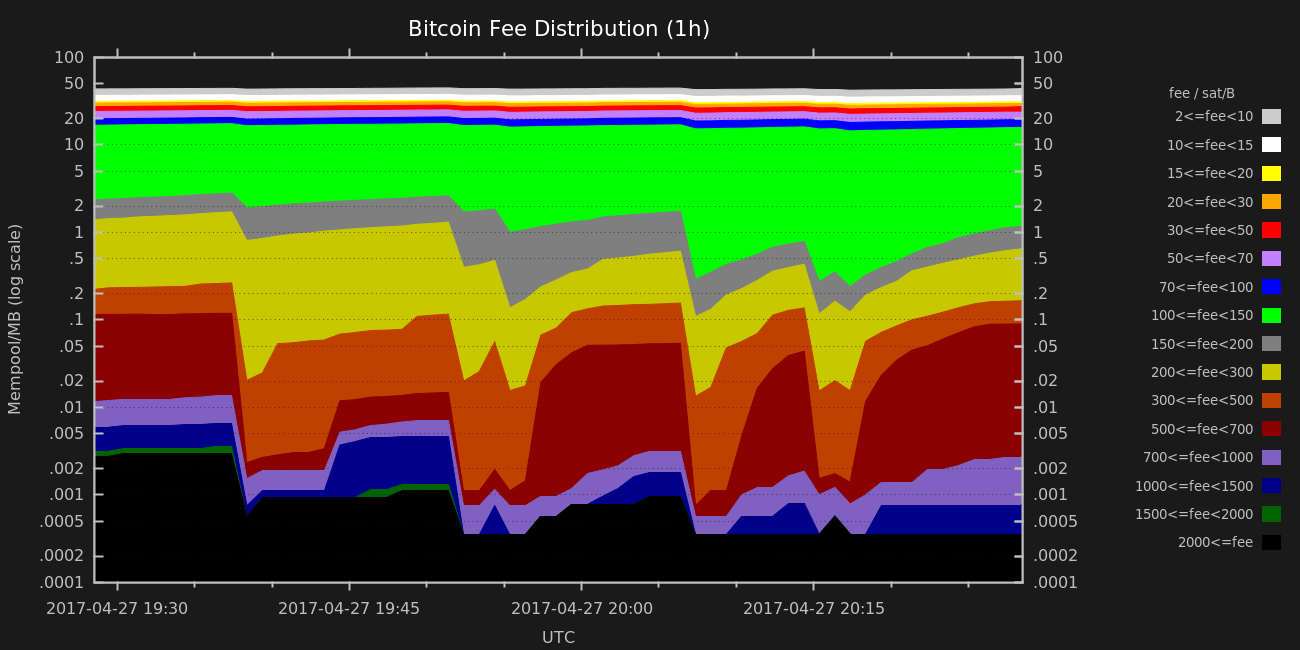 Bitcoin Fee Distribution (1h)
Mempool/MB (log scale)
100
50
20
10
5
2
1
.5
.2
.1
.05
.02
.01
.005
.002
.001
.0005
.0002
.0001
100
50
20
10
5
2
1
.5
.2
.1
.05
.02
.01
.005
.002
.001
.0005
.0002
.0001
2017-04-27 19:30 2017-04-27 19:45 2017-04-27 20:00 2017-04-27 20:15
UTC
fee / sat/B
2<=fee<10
10<=fee<15
15<=fee<20
20<=fee<30
30<=fee<50
50<=fee<70
70<=fee<100
100<=fee<150
150<=fee<200
200<=fee<300
300<=fee<500
500<=fee<700
700<=fee<1000
1000<=fee<1500
1500<=fee<2000
2000<=fee